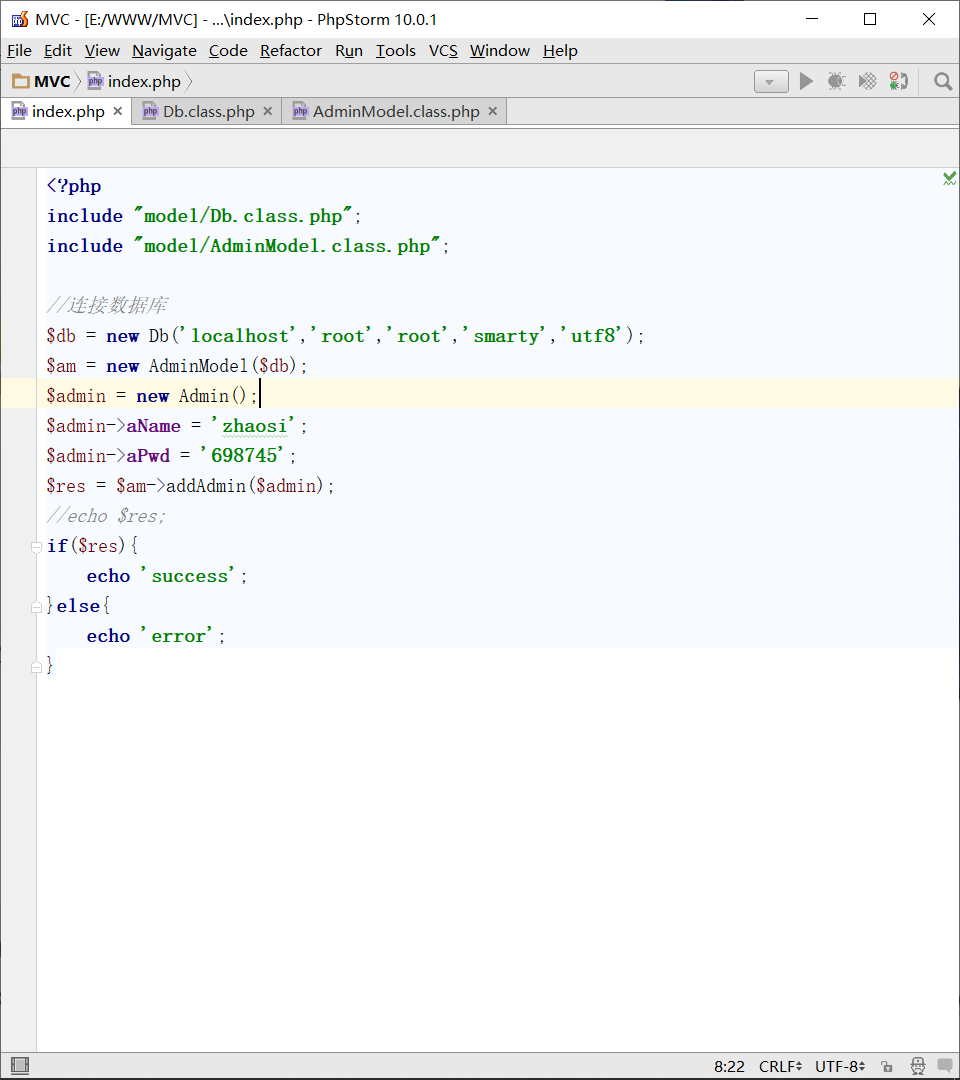 MVC - [E:/WWW/MVC] - ...\index.php - PhpStorm 10.0.1
File Edit View Navigate Code Refactor Run Tools VCS Window Help
MVC index.php
index.php Db.class.php AdminModel.class.php
<?php
include "model/Db.class.php";
include "model/AdminModel.class.php";
//连接数据库
$db = new Db('localhost','root','root','smarty','utf8');
$am = new AdminModel($db);
$admin = new Admin();
$admin->aName = 'zhaosi';
$admin->aPwd = '698745';
$res = $am->addAdmin($admin);
//echo $res;
if($res){
echo 'success';
}else{
echo 'error';
}
8:22 CRLF UTF-8